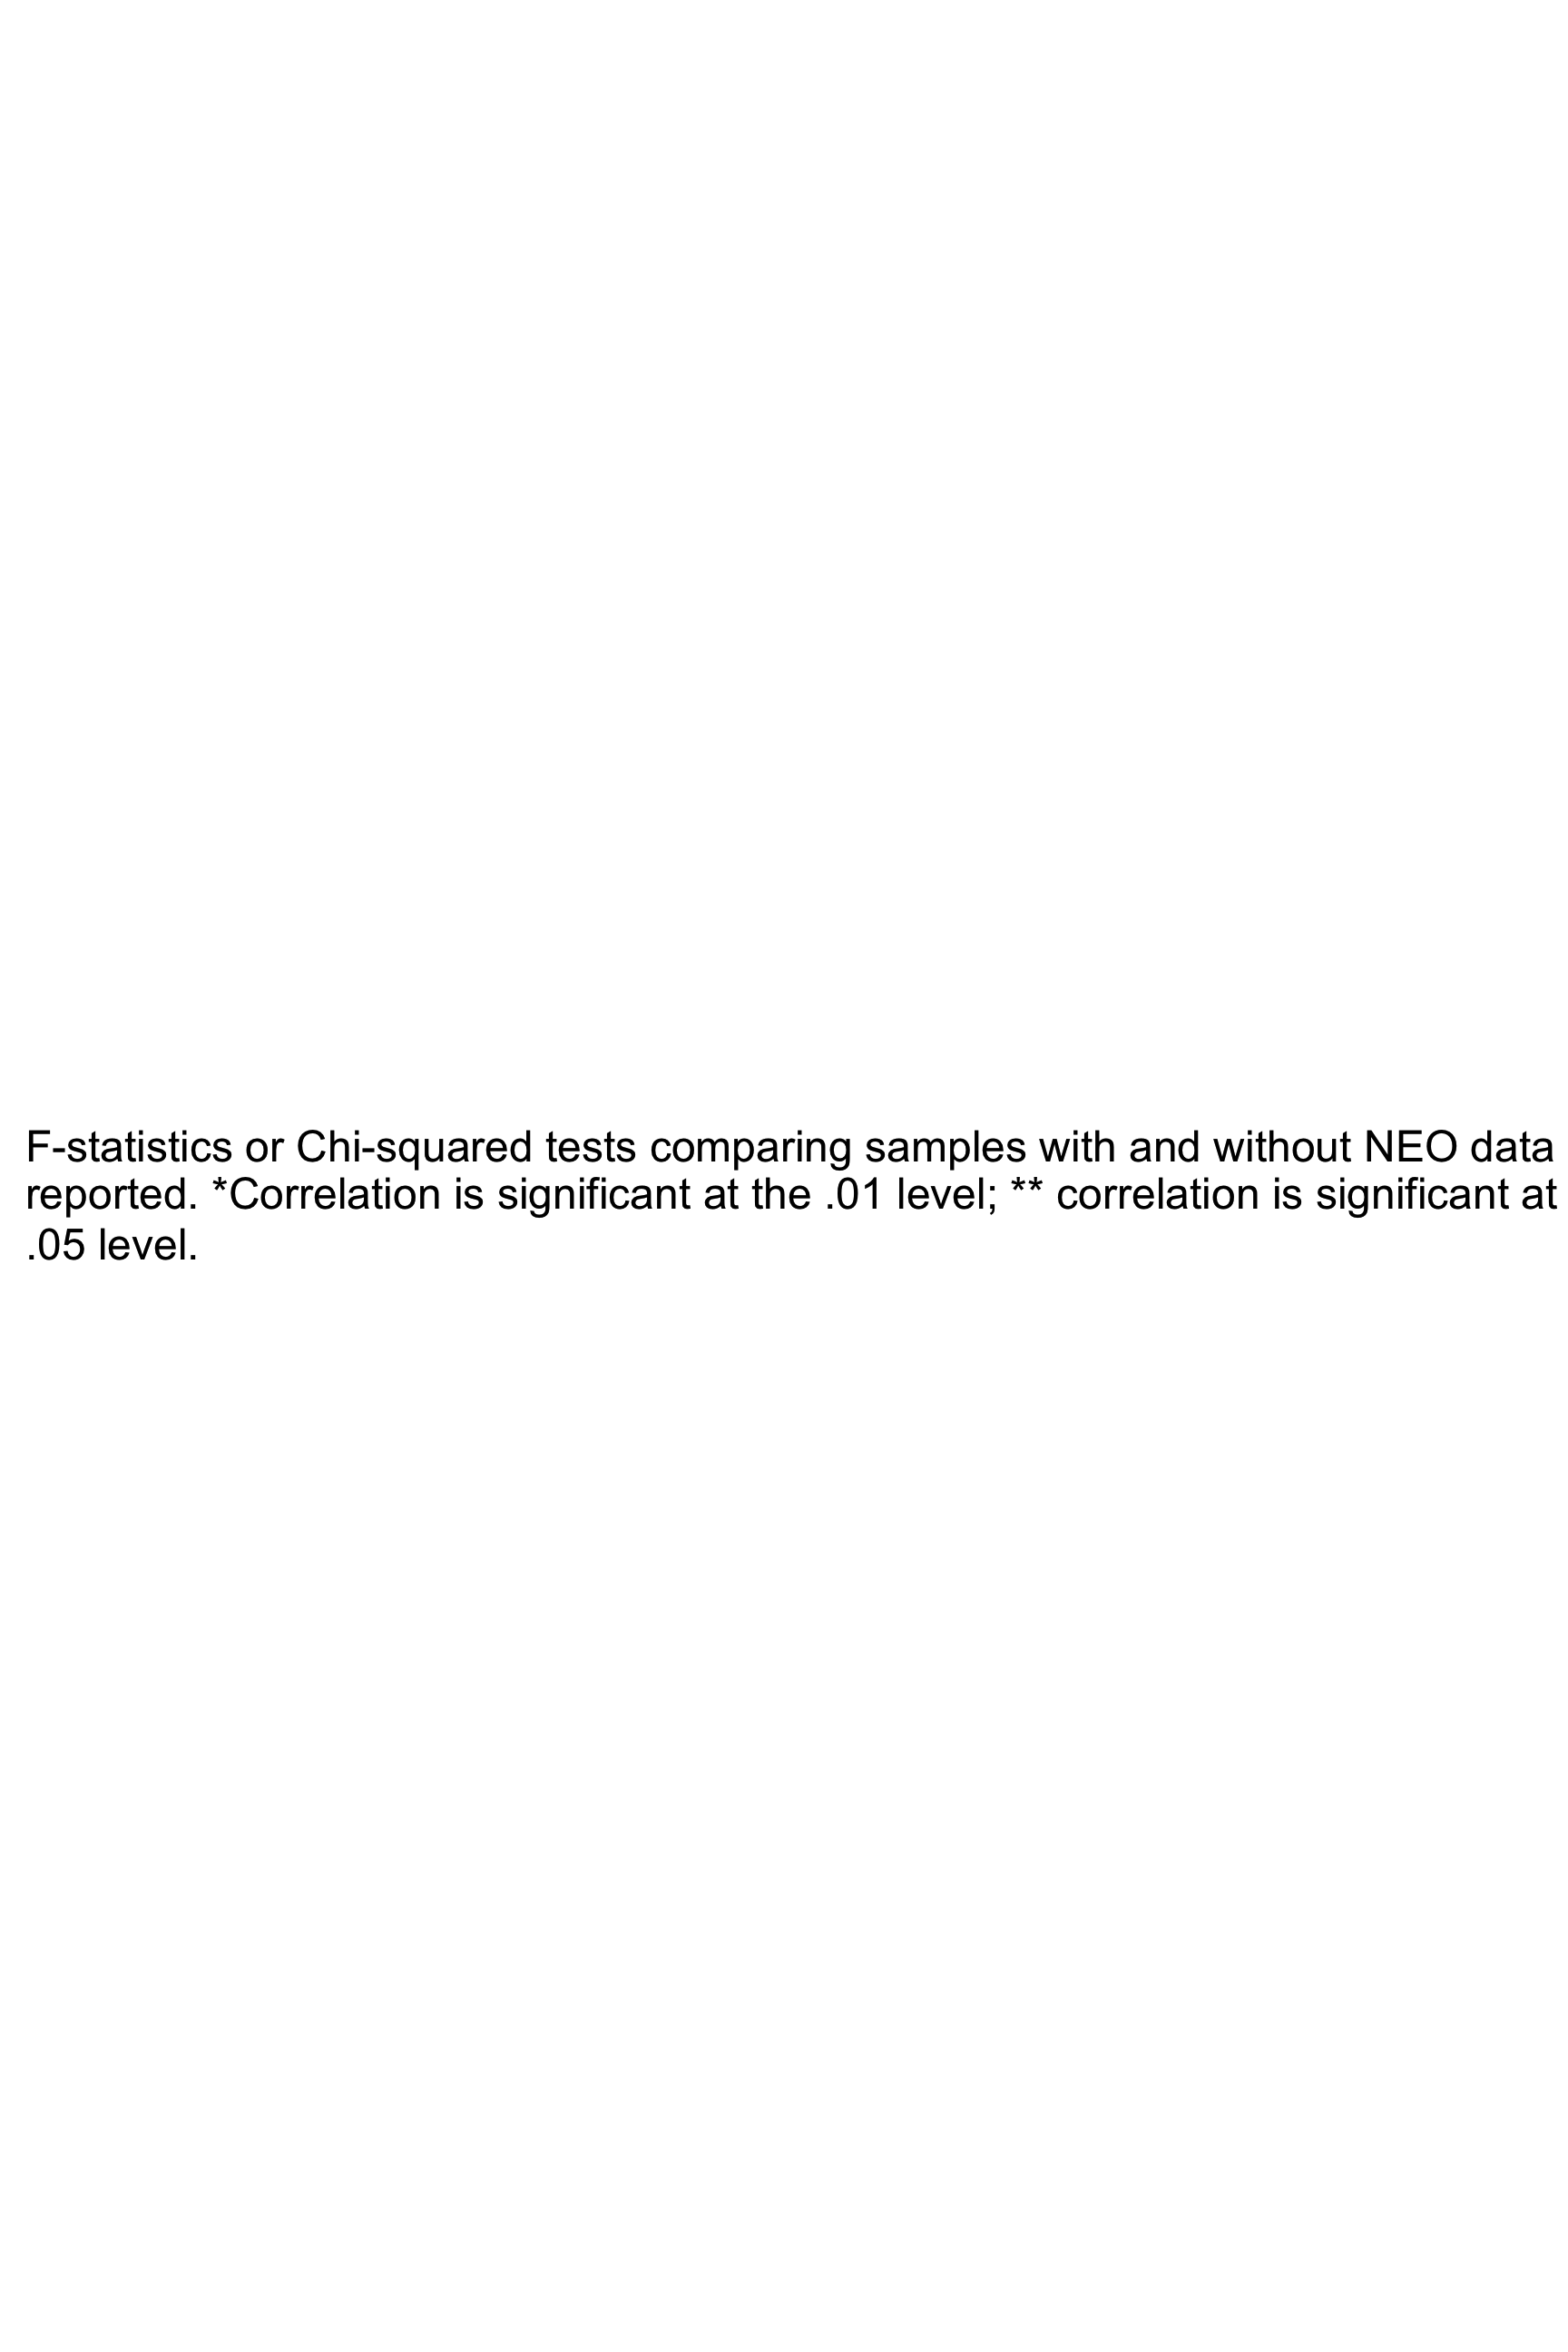 F-statistics or Chi-squared tests comparing samples with and without NEO data
reported. *Correlation is significant at the .01 level; ** correlation is significant at
.05 level.